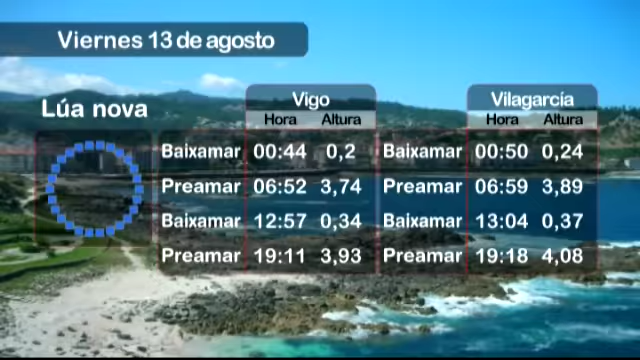 Viernes 13 de agosto
Lúa nova
Vigo Vilagarcía
Hora Altura Hora Altura
Baixamar 00:44 0,2 Baixamar 00:50 0,24
Preamar 06:52 3,74 Preamar 06:59 3,89
Baixamar 12:57 0,34 Baixamar 13:04 0,37
Preamar 19:11 3,93 Preamar 19:18 4,08